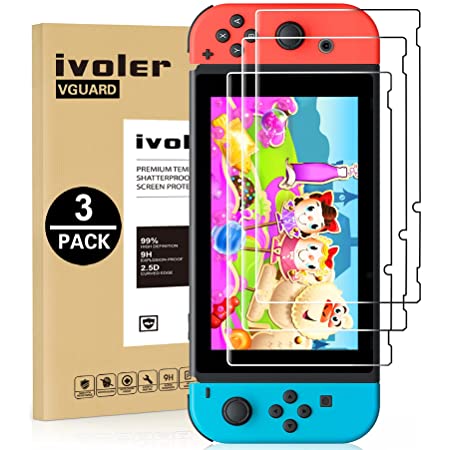 ivoler
VGUARD
3
PACK
ivoler
PREMIUM TEM
SHATTERPROO
SCREEN PROTE
99%
HIGH DEFINITION
9H
EXPLOSION PROOF
2.5D
CURVED EDGE
9H